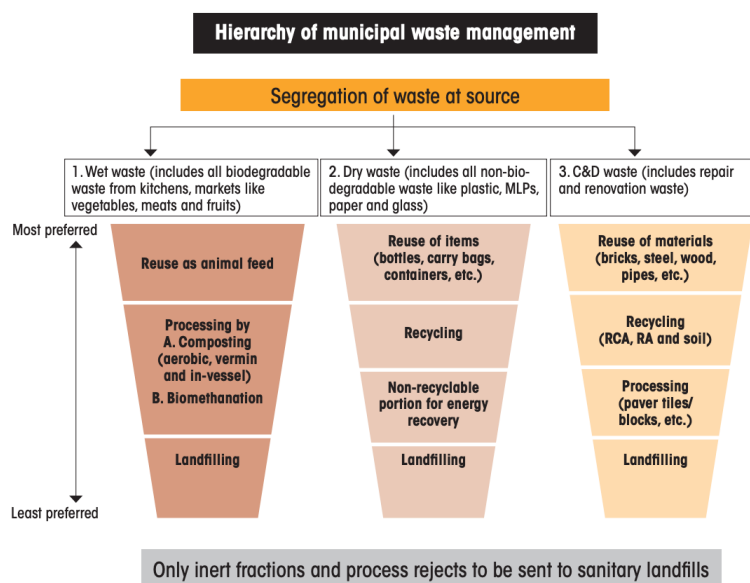 Hierarchy of municipal waste management
Segregation of waste at source
1. Wet waste (includes all biodegradable
waste from kitchens, markets like
vegetables, meats and fruits)
2. Dry waste (includes all non-bio-
degradable waste like plastic, MLPs,
paper and glass)
3. C&D waste (includes repair
and renovation waste)
Most preferred
Least preferred
Reuse as animal feed
Processing by
A. Composting
(aerobic, vermin
and in-vessel)
B. Biomethanation
Landfilling
Reuse of items
(bottles, carry bags,
containers, etc.)
Recycling
Non-recyclable
portion for energy
recovery
Landfilling
Reuse of materials
(bricks, steel, wood,
pipes, etc.)
Recycling
(RCA, RA and soil)
Processing
(paver tiles/
blocks, etc.)
Landfilling
Only inert fractions and process rejects to be sent to sanitary landfills